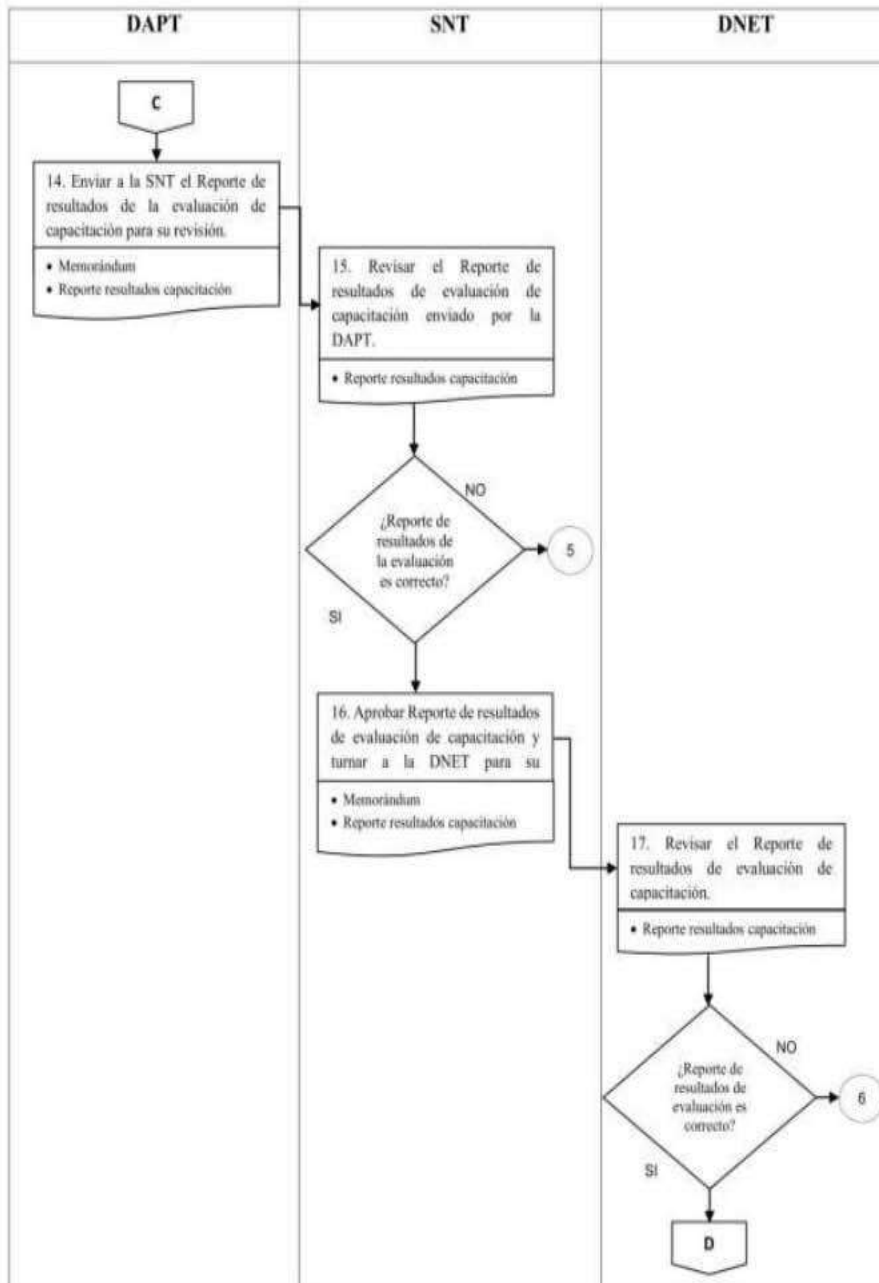 DAPT
SNT
DNET
C
14. Enviar a la SNT el Reporte de
resultados de la evaluación de
capacitación para su revisión.
• Memorándum
• Reporte resultados capacitación
15. Revisar el Reporte de
resultados de evaluación de
capacitación enviado por la
DAPT.
• Reporte resultados capacitación
¿Reporte de
resultados de
la evaluación
es correcto?
NO
5
SI
16. Aprobar Reporte de resultados
de evaluación de capacitación y
turnar a la DNET para su
• Memorándum
• Reporte resultados capacitación
17. Revisar el Reporte de
resultados de evaluación de
capacitación.
• Reporte resultados capacitación
¿Reporte de
resultados de
evaluación es
correcto?
NO
6
SI
D